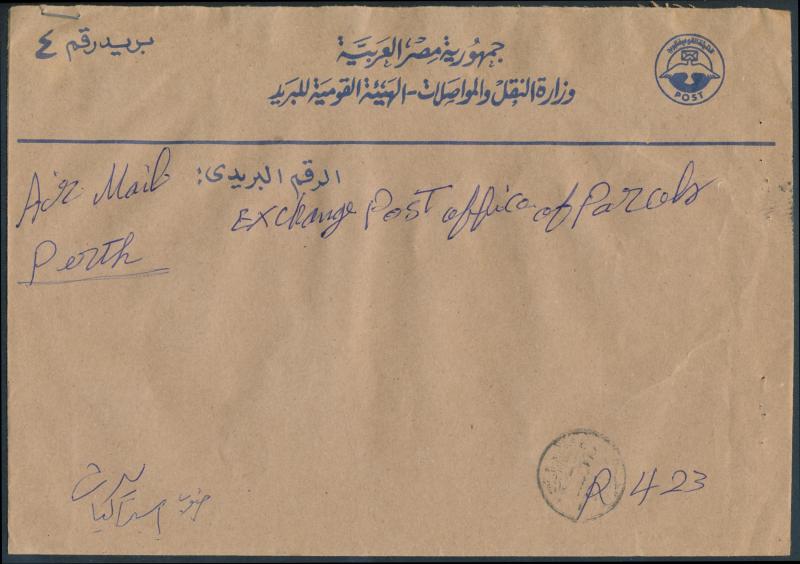 بريد رقم ٤
جمهورية مصر العربية
وزارة النقل والمواصلات - الهيئة القومية للبريد
POST
الرقم البريدى:
Air Mail
Perth
Exchange Post office of Parcels
R 423